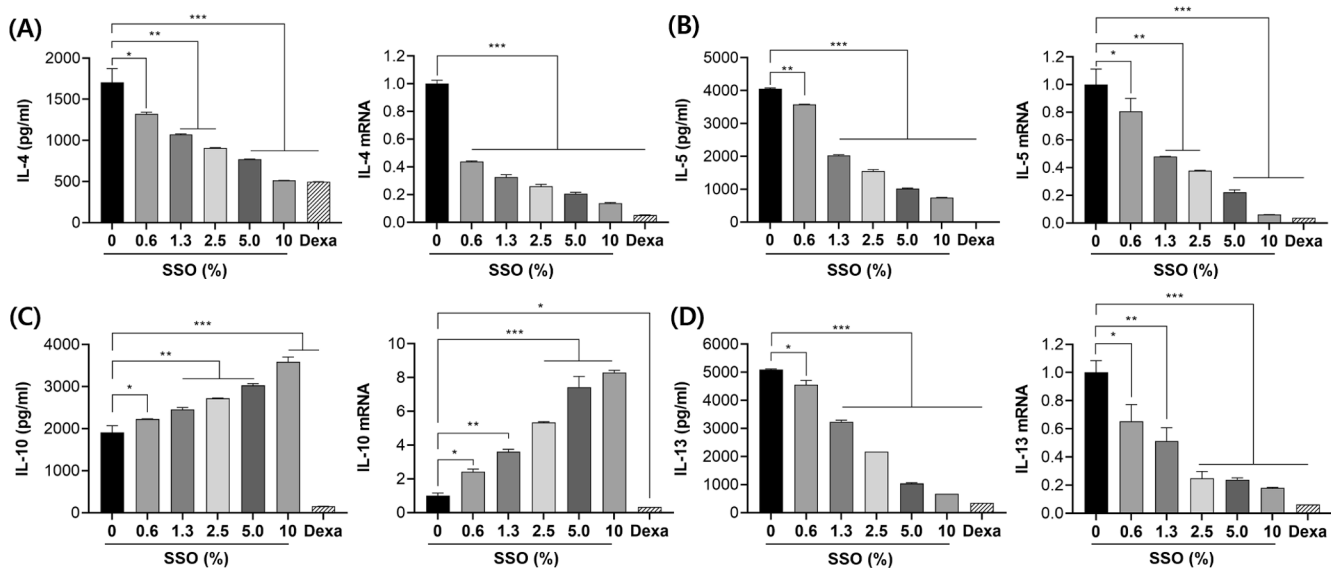 (A)
***
**
*
2000
1500
1000
500
0
IL-4 (pg/ml)
0 0.6 1.3 2.5 5.0 10 Dexa
SSO (%)
***
1.2
1.0
0.8
0.6
0.4
0.2
0.0
IL-4 mRNA
0 0.6 1.3 2.5 5.0 10 Dexa
SSO (%)
(B)
***
**
5000
4000
3000
2000
1000
0
IL-5 (pg/ml)
0 0.6 1.3 2.5 5.0 10 Dexa
SSO (%)
***
**
*
1.2
1.0
0.8
0.6
0.4
0.2
0.0
IL-5 mRNA
0 0.6 1.3 2.5 5.0 10 Dexa
SSO (%)
(C)
***
**
*
4000
3000
2000
1000
0
IL-10 (pg/ml)
0 0.6 1.3 2.5 5.0 10 Dexa
SSO (%)
*
***
**
*
10
8
6
4
2
0
IL-10 mRNA
0 0.6 1.3 2.5 5.0 10 Dexa
SSO (%)
(D)
***
*
6000
5000
4000
3000
2000
1000
0
IL-13 (pg/ml)
0 0.6 1.3 2.5 5.0 10 Dexa
SSO (%)
***
**
*
1.2
1.0
0.8
0.6
0.4
0.2
0.0
IL-13 mRNA
0 0.6 1.3 2.5 5.0 10 Dexa
SSO (%)